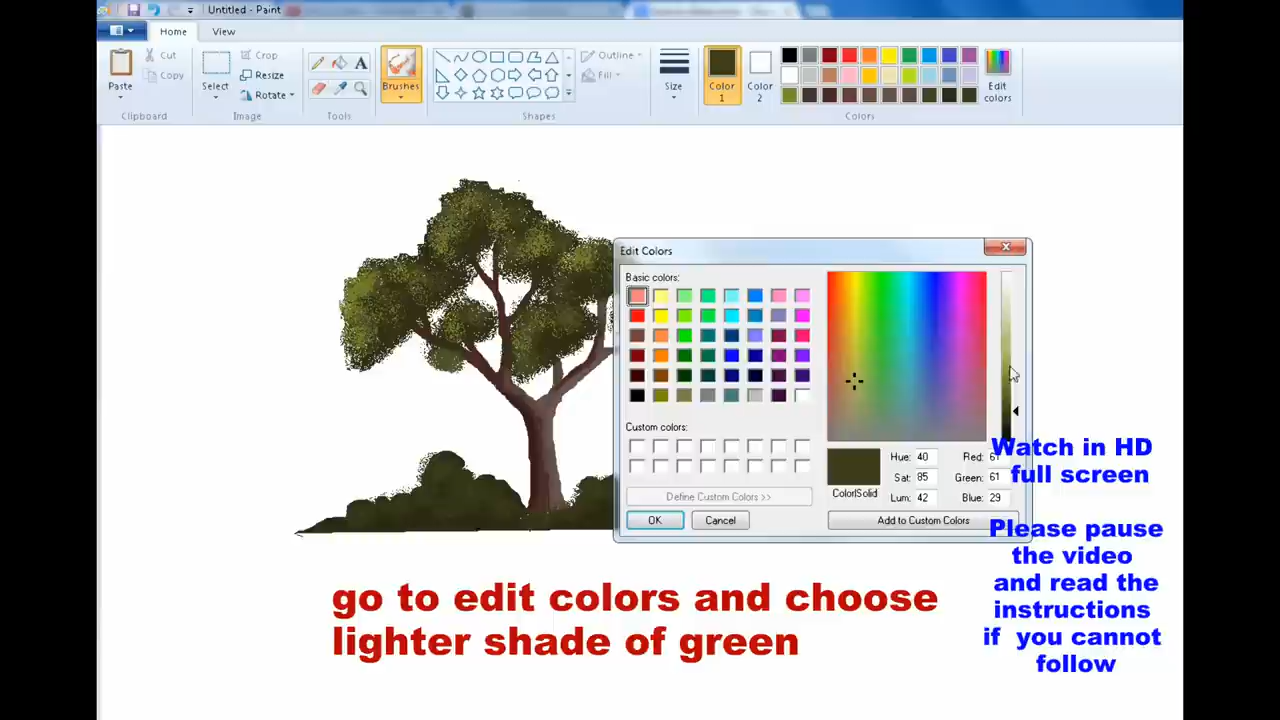 Untitled - Paint
Home View
Cut
Copy
Paste
Clipboard
Crop
Resize
Rotate
Select
Image
A
Tools
Brushes
Outline
Fill
Shapes
Size
Color 1
Color 2
Edit colors
Colors
Edit Colors
Basic colors:
Custom colors:
Define Custom Colors >>
OK Cancel
Color|Solid
Hue: 40 Red: 61
Sat: 85 Green: 61
Lum: 42 Blue: 29
Add to Custom Colors
Watch in HD
full screen
Please pause
the video
and read the
instructions
if you cannot
follow
go to edit colors and choose
lighter shade of green